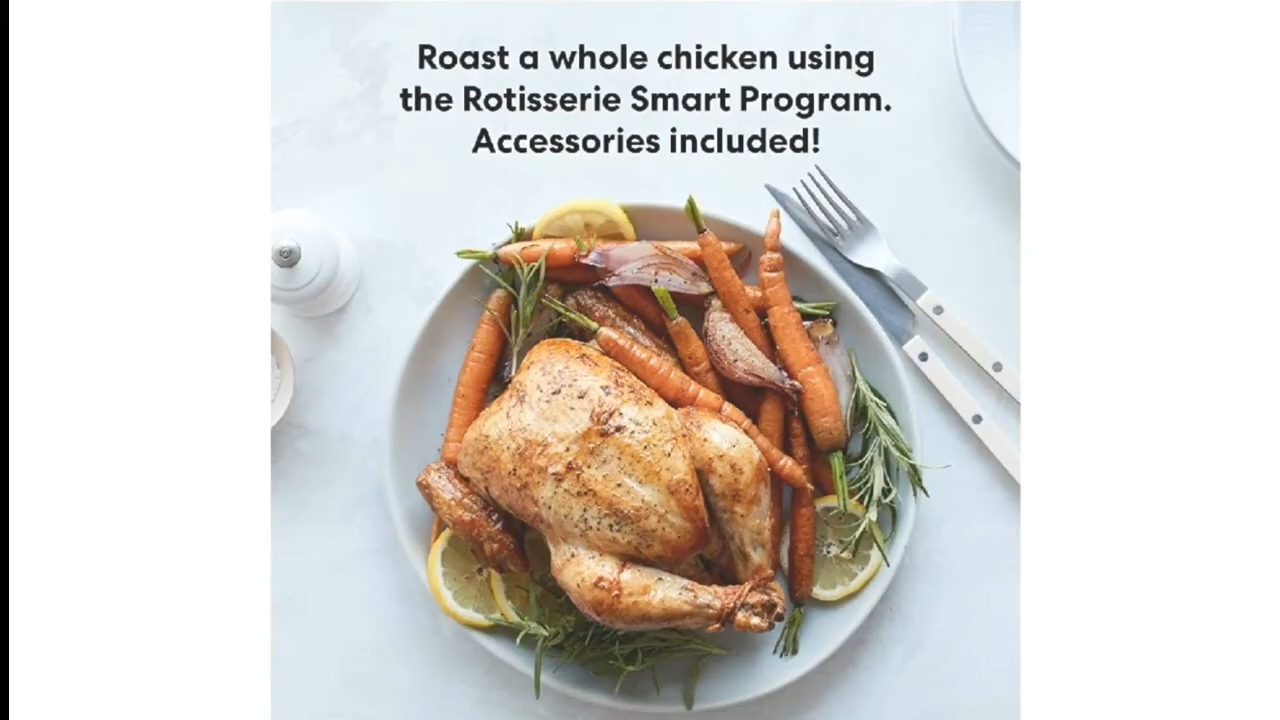 Roast a whole chicken using
the Rotisserie Smart Program.
Accessories included!